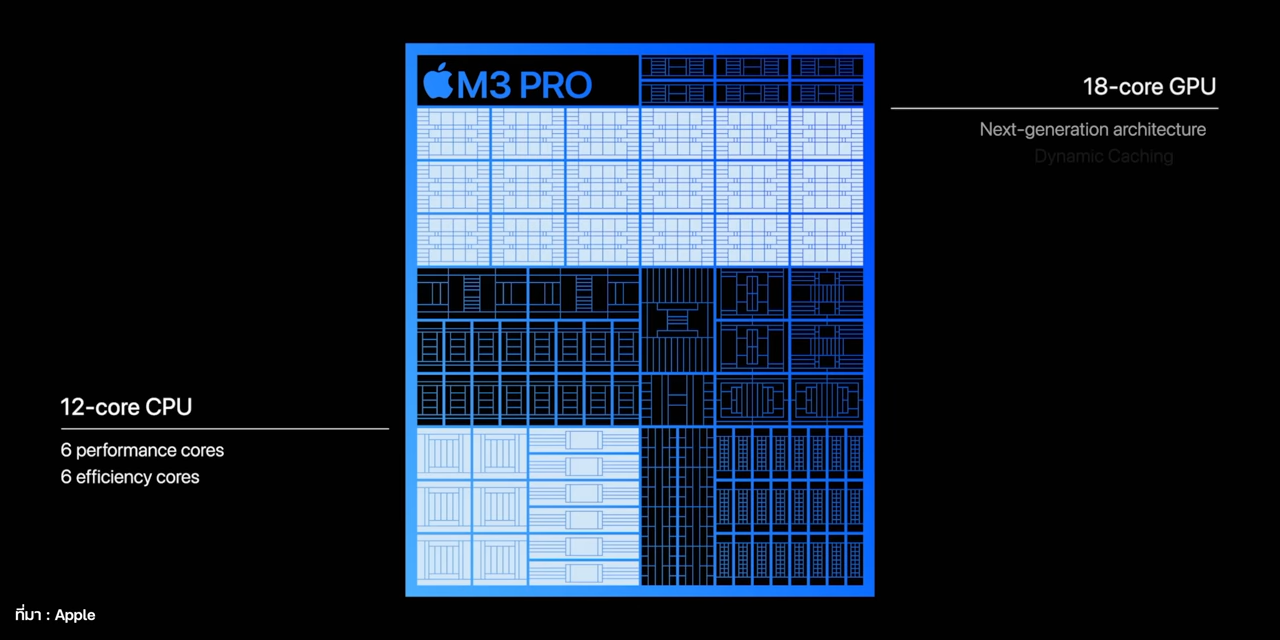 M3 PRO
18-core GPU
Next-generation architecture
Dynamic Caching
12-core CPU
6 performance cores
6 efficiency cores
ที่มา : Apple